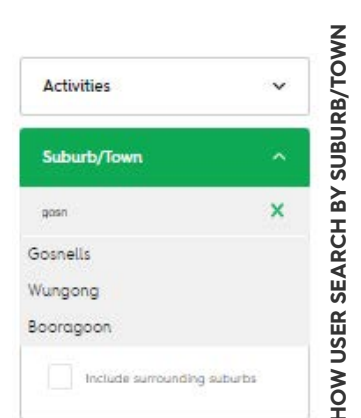 Activities
Suburb/Town
gosn
X
Gosnells
Wungong
Booragoon
Include surrounding suburbs
HOW USER SEARCH BY SUBURB/TOWN